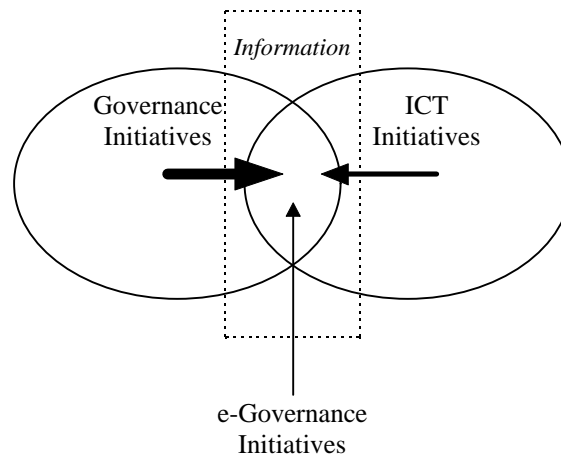 Information
Governance
Initiatives
ICT
Initiatives
e-Governance
Initiatives